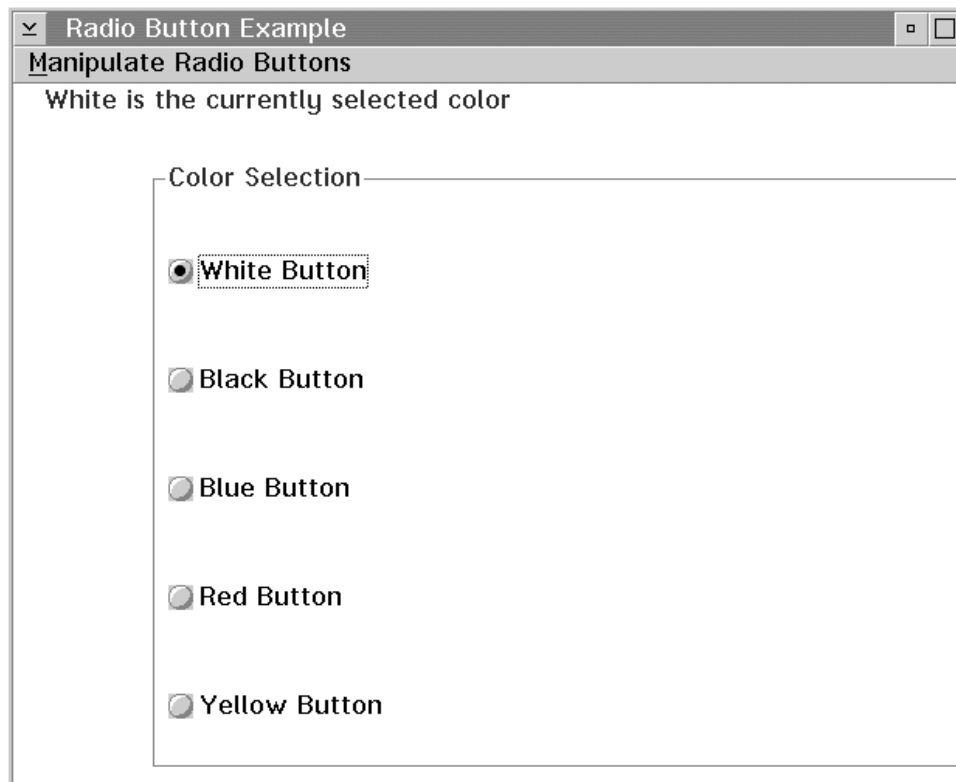 Radio Button Example
Manipulate Radio Buttons
White is the currently selected color
Color Selection
White Button
Black Button
Blue Button
Red Button
Yellow Button